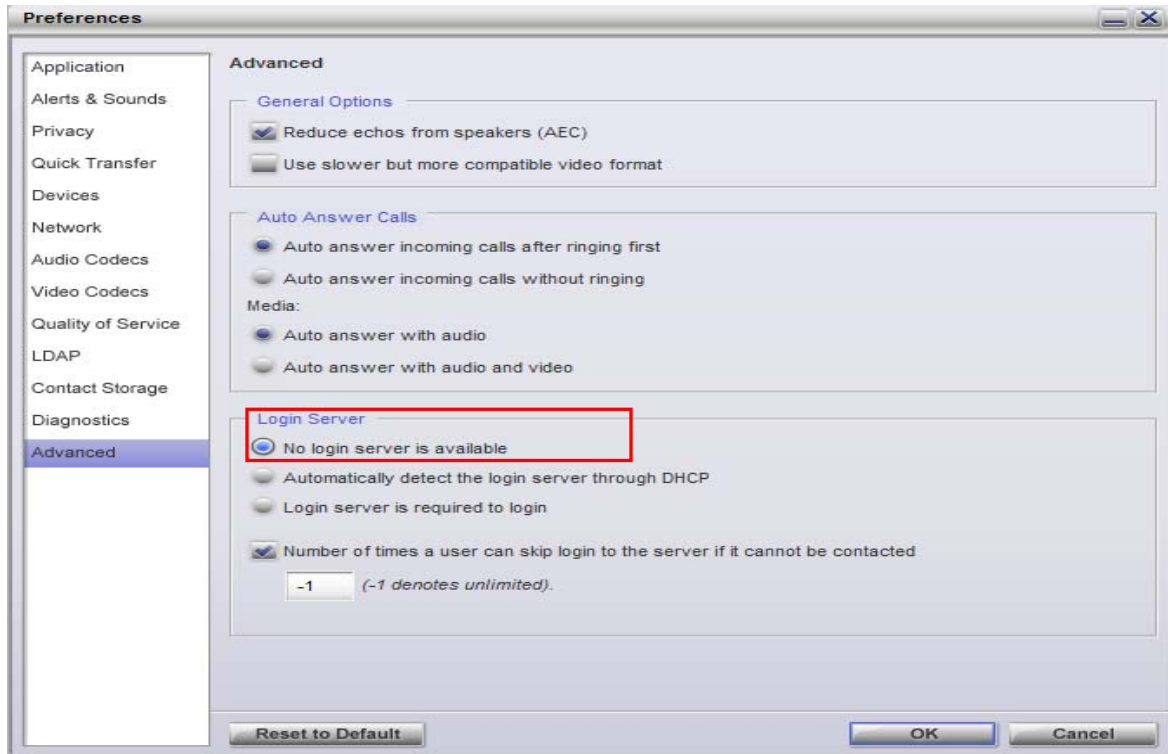 Preferences
Application
Alerts & Sounds
Privacy
Quick Transfer
Devices
Network
Audio Codecs
Video Codecs
Quality of Service
LDAP
Contact Storage
Diagnostics
Advanced
Advanced
General Options
Reduce echos from speakers (AEC)
Use slower but more compatible video format
Auto Answer Calls
Auto answer incoming calls after ringing first
Auto answer incoming calls without ringing
Media:
Auto answer with audio
Auto answer with audio and video
Login Server
No login server is available
Automatically detect the login server through DHCP
Login server is required to login
Number of times a user can skip login to the server if it cannot be contacted
-1 (-1 denotes unlimited).
Reset to Default OK Cancel